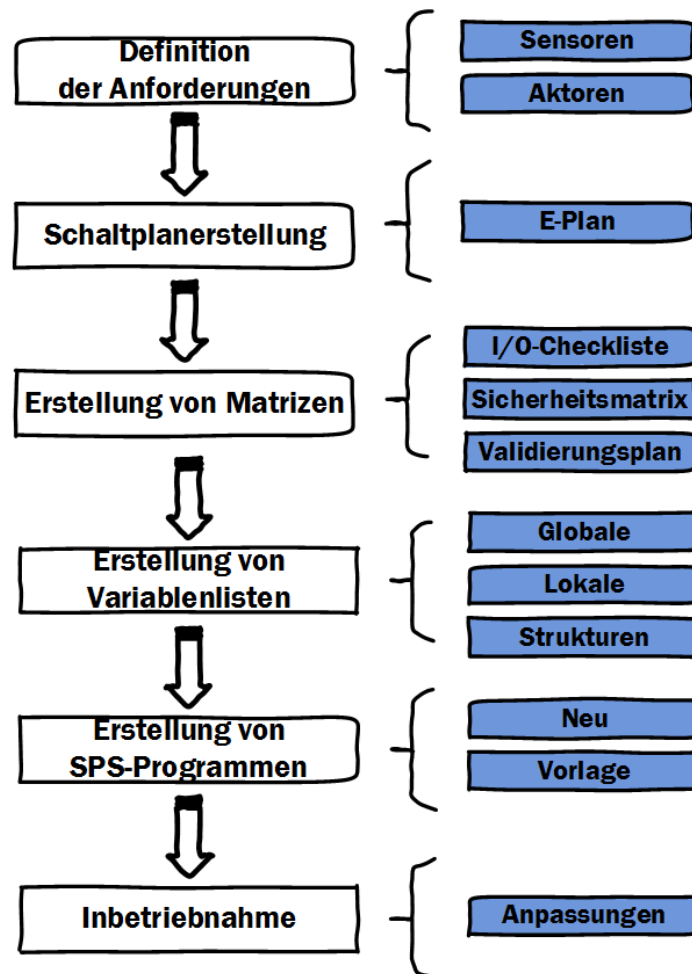 Definition
der Anforderungen
Sensoren
Aktoren
Schaltplanerstellung
E-Plan
Erstellung von Matrizen
I/O-Checkliste
Sicherheitsmatrix
Validierungsplan
Erstellung von
Variablenlisten
Globale
Lokale
Strukturen
Erstellung von
SPS-Programmen
Neu
Vorlage
Inbetriebnahme
Anpassungen